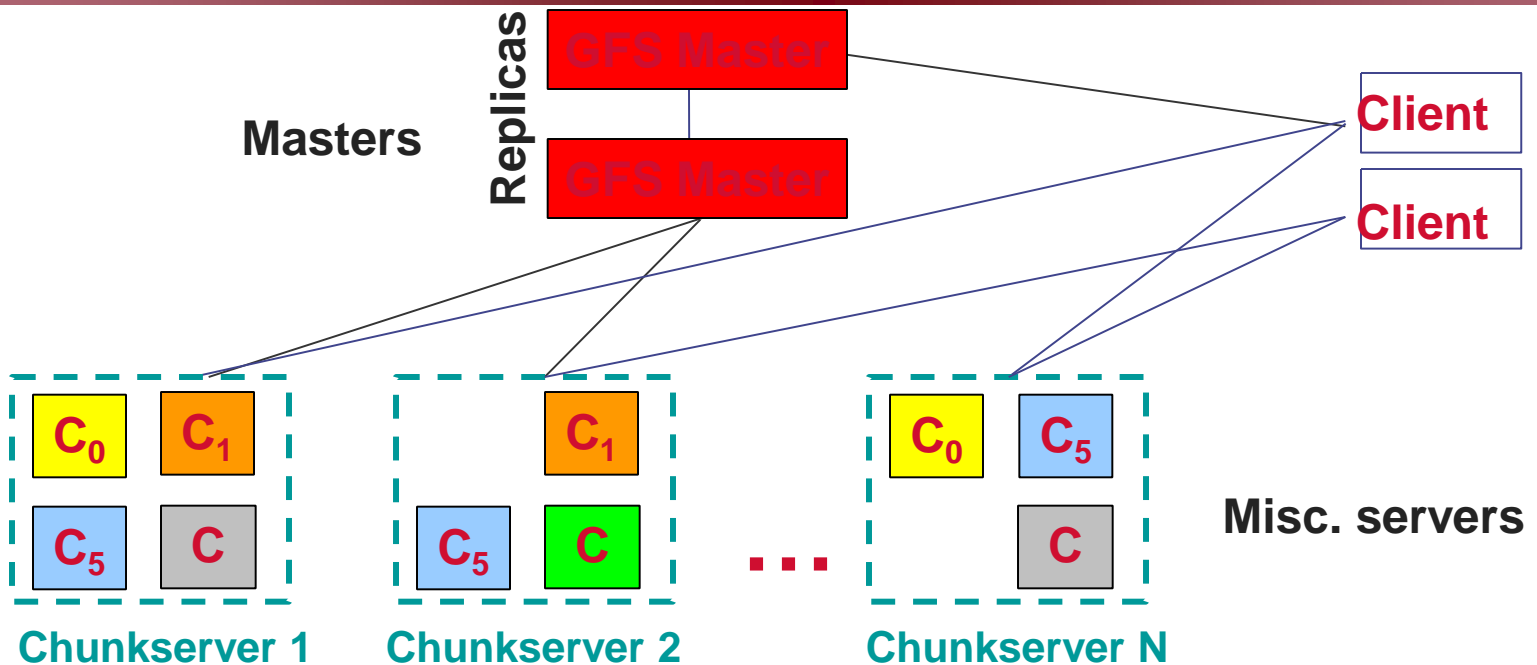 Replicas
GFS Master
Masters
GFS Master
Client
Client
C0 C1
C1
C0 C5
C5 C
C5 C
...
C
Misc. servers
Chunkserver 1
Chunkserver 2
Chunkserver N